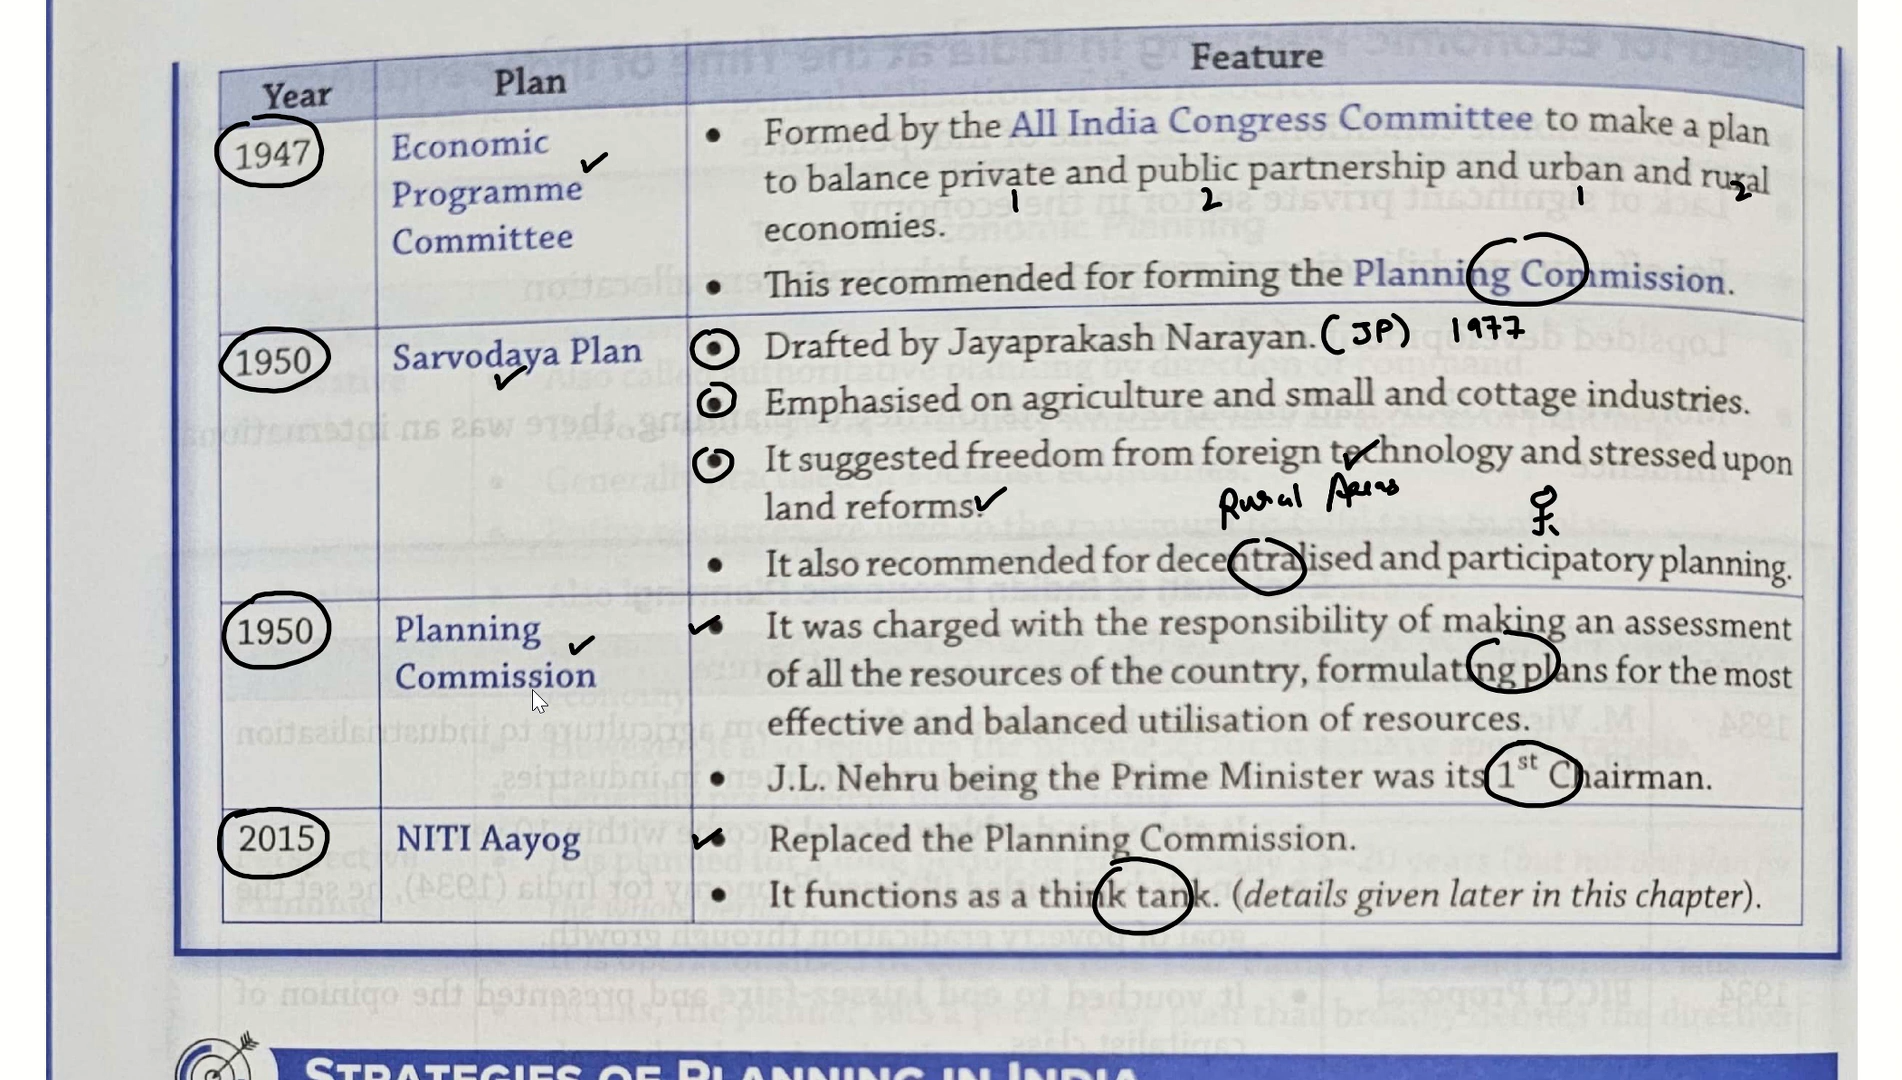 Year Plan Feature
1947 Economic Programme Committee
• Formed by the All India Congress Committee to make a plan
to balance private and public partnership and urban and rural
1 2 1 2
economies.
• This recommended for forming the Planning Commission.
1950 Sarvodaya Plan
• Drafted by Jayaprakash Narayan. (JP) 1977
• Emphasised on agriculture and small and cottage industries.
• It suggested freedom from foreign technology and stressed upon
land reforms.
Rural Areas
• It also recommended for decentralised and participatory planning.
1950 Planning Commission
• It was charged with the responsibility of making an assessment
of all the resources of the country, formulating plans for the most
effective and balanced utilisation of resources.
• J.L. Nehru being the Prime Minister was its 1st Chairman.
2015 NITI Aayog
• Replaced the Planning Commission.
• It functions as a think tank. (details given later in this chapter).
STRATEGIES OF PLANNING IN INDIA